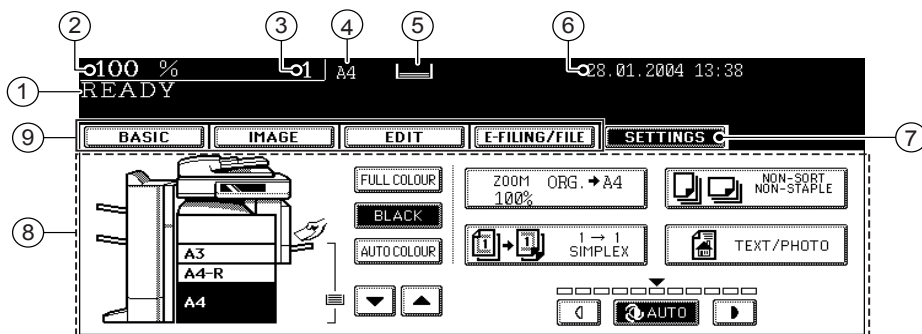 2 3 4 5 6
100 % 1 A4 28.01.2004 13:38
1 READY
9 BASIC IMAGE EDIT E-FILING/FILE SETTINGS 7
8
FULL COLOUR
BLACK
AUTO COLOUR
A3
A4-R
A4
ZOOM ORG. ➔ A4
100%
NON-SORT
NON-STAPLE
1 1 1 → 1
SIMPLEX
TEXT/PHOTO
AUTO